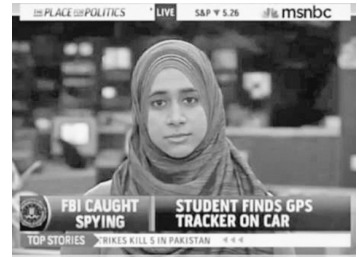 THE PLACE FOR POLITICS
LIVE
S&P ▼ 5.26
msnbc
FBI CAUGHT
SPYING
STUDENT FINDS GPS
TRACKER ON CAR
TOP STORIES
TRIKES KILL 5 IN PAKISTAN